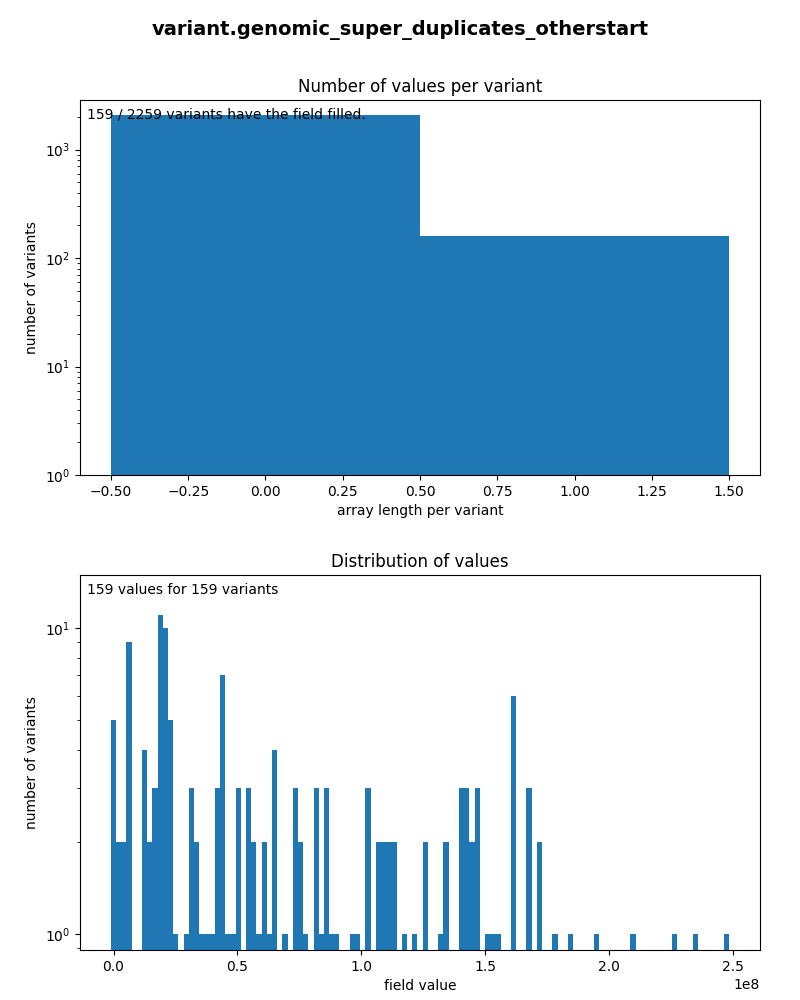 variant.genomic_super_duplicates_otherstart
Number of values per variant
159 / 2259 variants have the field filled.
number of variants
10³
10²
10¹
10⁰
−0.50 −0.25 0.00 0.25 0.50 0.75 1.00 1.25 1.50
array length per variant
Distribution of values
159 values for 159 variants
number of variants
10¹
10⁰
0.0 0.5 1.0 1.5 2.0 2.5
1e8
field value